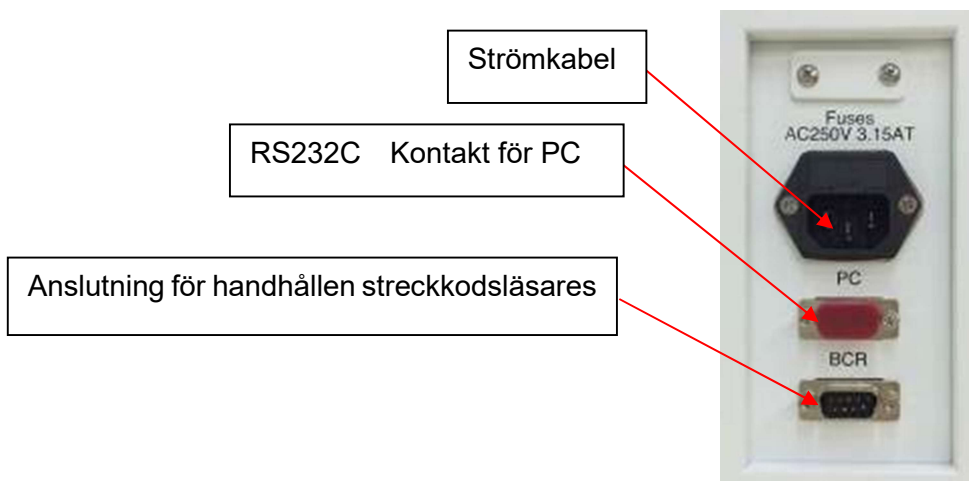 Strömkabel
RS232C Kontakt för PC
Anslutning för handhållen streckkodsläsares
Fuses
AC250V 3.15AT
PC
BCR